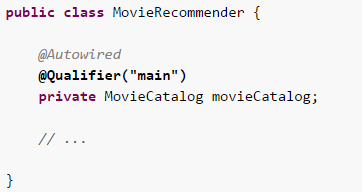 public class MovieRecommender {
@Autowired
@Qualifier("main")
private MovieCatalog movieCatalog;
// ...
}